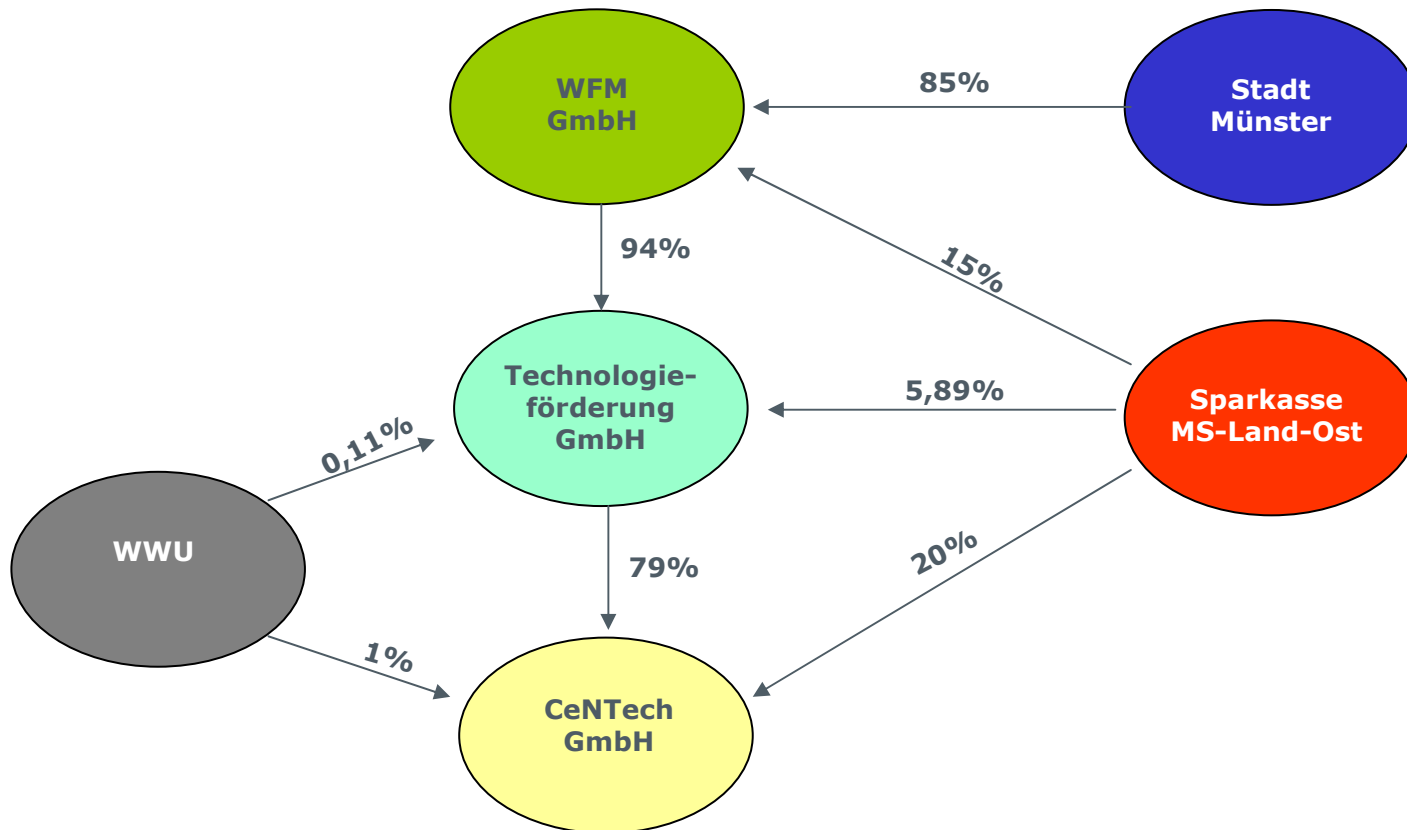 WFM
GmbH
85%
Stadt
Münster
94%
15%
Technologie-
förderung
GmbH
5,89%
Sparkasse
MS-Land-Ost
0,11%
WWU
79%
20%
1%
CeNTech
GmbH